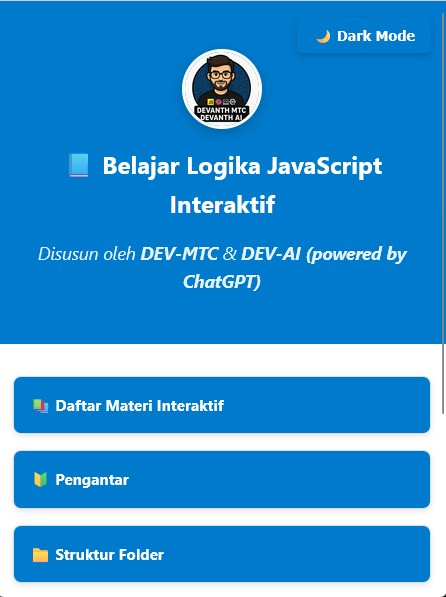 🌙 Dark Mode
DEVANTH MTC
DEVANTH AI
📘 Belajar Logika JavaScript
Interaktif
Disusun oleh DEV-MTC & DEV-AI (powered by
ChatGPT)
📚 Daftar Materi Interaktif
🔰 Pengantar
📁 Struktur Folder